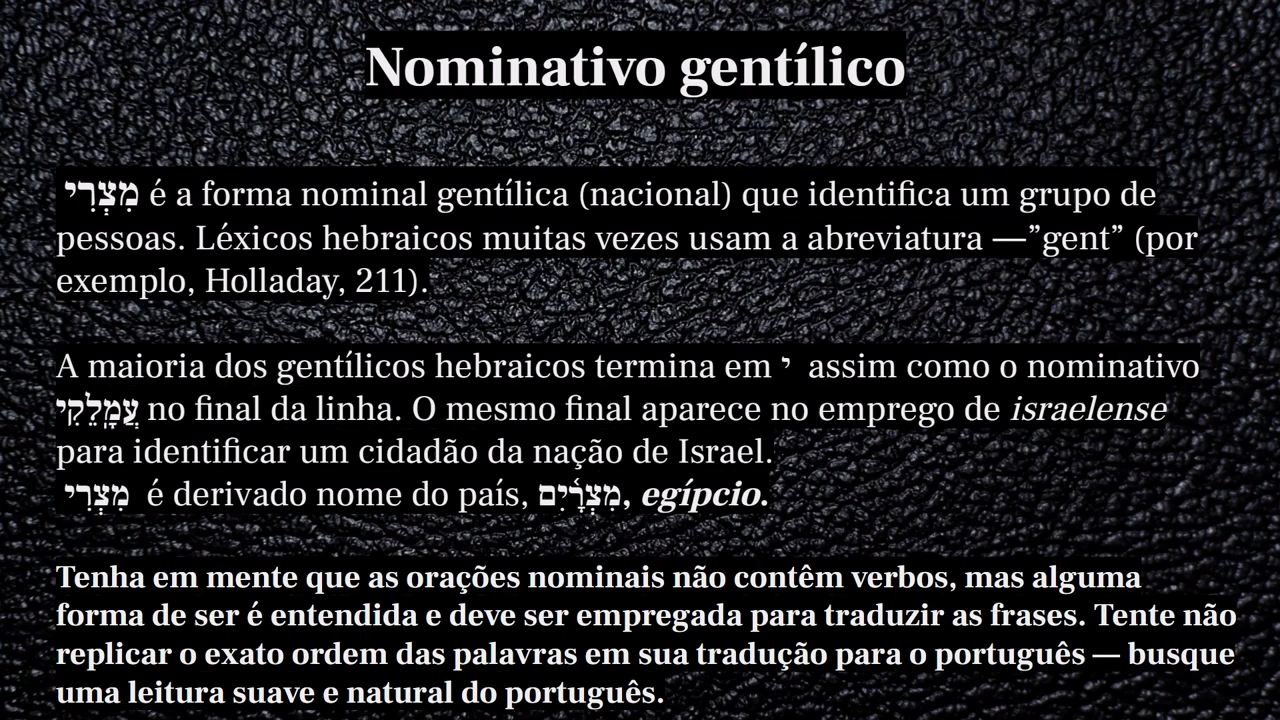 Nominativo gentílico
מִצְרִי é a forma nominal gentílica (nacional) que identifica um grupo de
pessoas. Léxicos hebraicos muitas vezes usam a abreviatura —”gent” (por
exemplo, Holladay, 211).
A maioria dos gentílicos hebraicos termina em י assim como o nominativo
עֲמָלֵקִי no final da linha. O mesmo final aparece no emprego de israelense
para identificar um cidadão da nação de Israel.
מִצְרִי é derivado nome do país, מִצְרָ֫יִם, egípcio.
Tenha em mente que as orações nominais não contêm verbos, mas alguma
forma de ser é entendida e deve ser empregada para traduzir as frases. Tente não
replicar o exato ordem das palavras em sua tradução para o português — busque
uma leitura suave e natural do português.